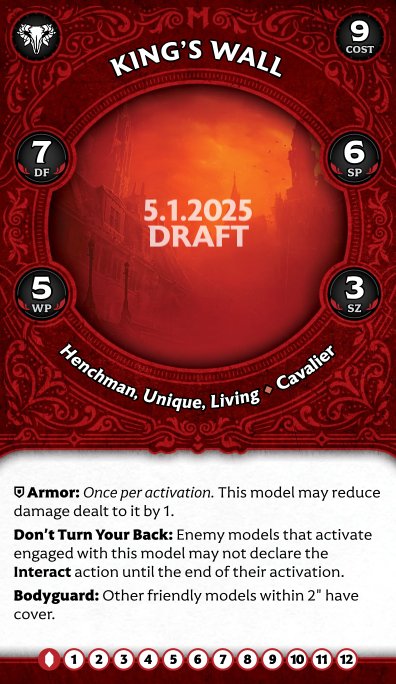 KING'S WALL
9
COST
7
DF
6
SP
5.1.2025
DRAFT
5
WP
3
SZ
Henchman, Unique, Living ♦ Cavalier
Armor: Once per activation. This model may reduce
damage dealt to it by 1.
Don't Turn Your Back: Enemy models that activate
engaged with this model may not declare the
Interact action until the end of their activation.
Bodyguard: Other friendly models within 2" have
cover.
1 2 3 4 5 6 7 8 9 10 11 12